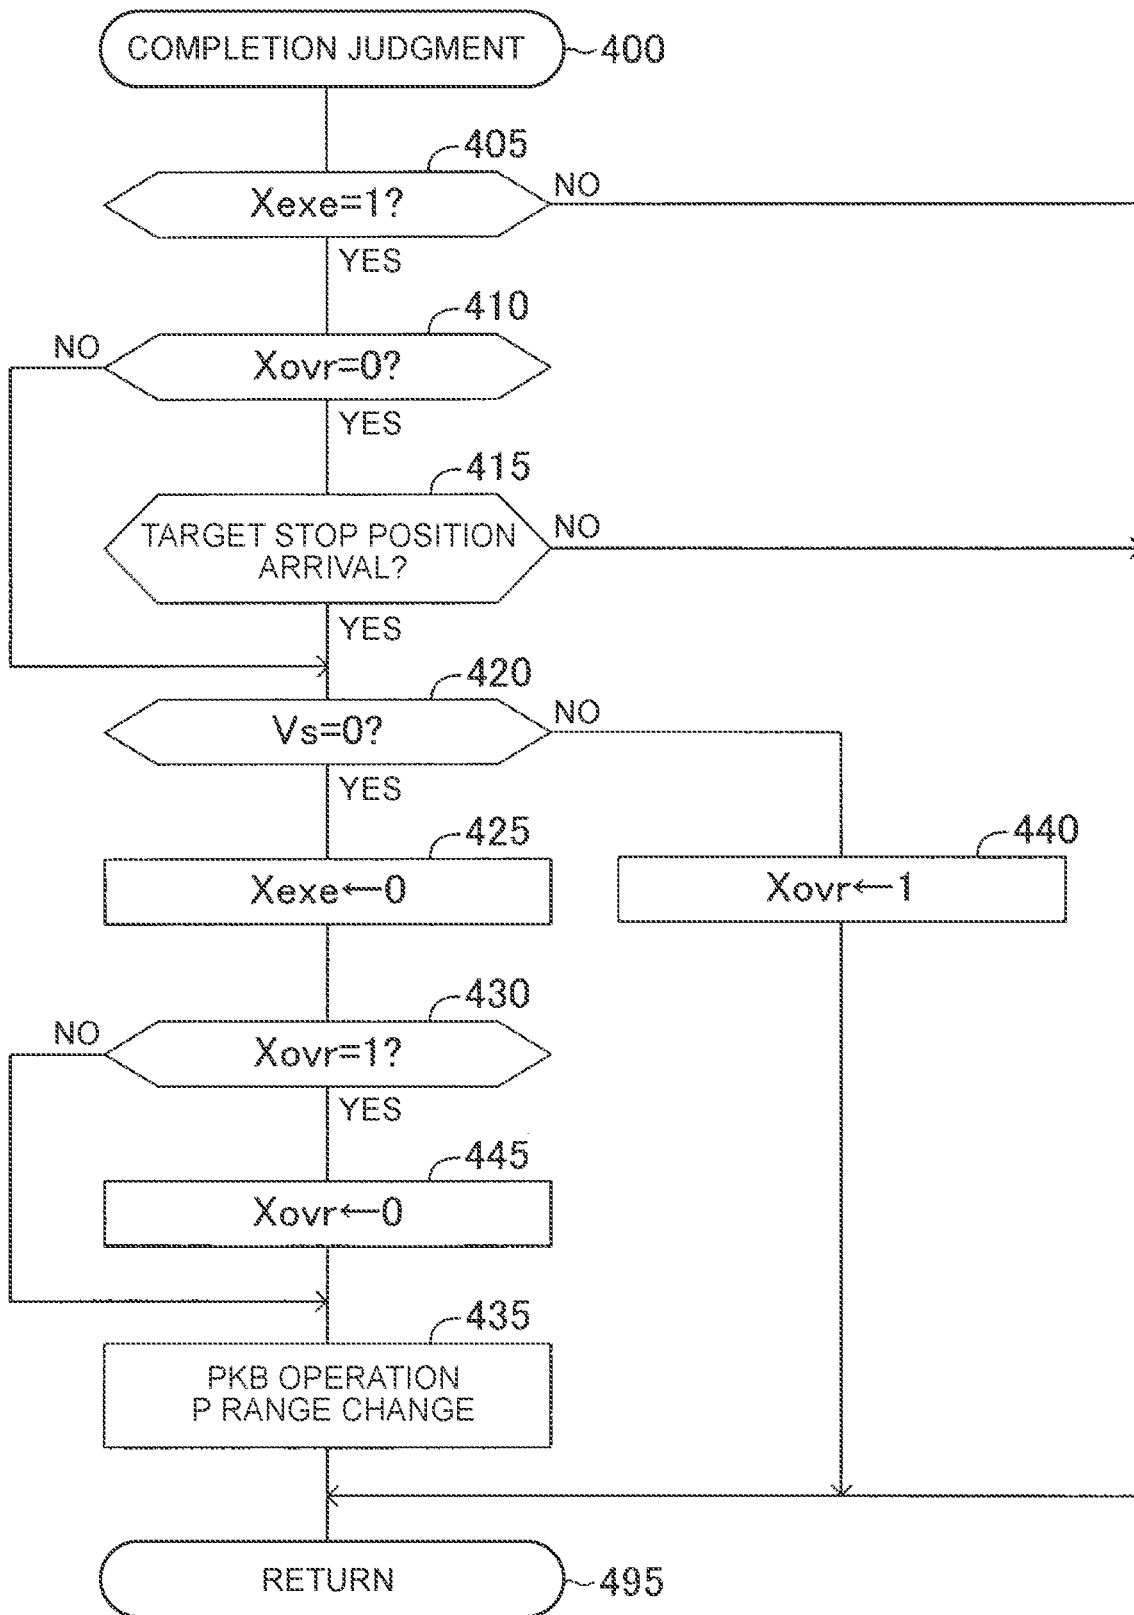 COMPLETION JUDGMENT
400
405
Xexe=1?
NO
YES
410
NO
Xovr=0?
YES
415
TARGET STOP POSITION
ARRIVAL?
NO
YES
420
Vs=0?
NO
YES
425
Xexe←0
440
Xovr←1
430
NO
Xovr=1?
YES
445
Xovr←0
435
PKB OPERATION
P RANGE CHANGE
RETURN
495